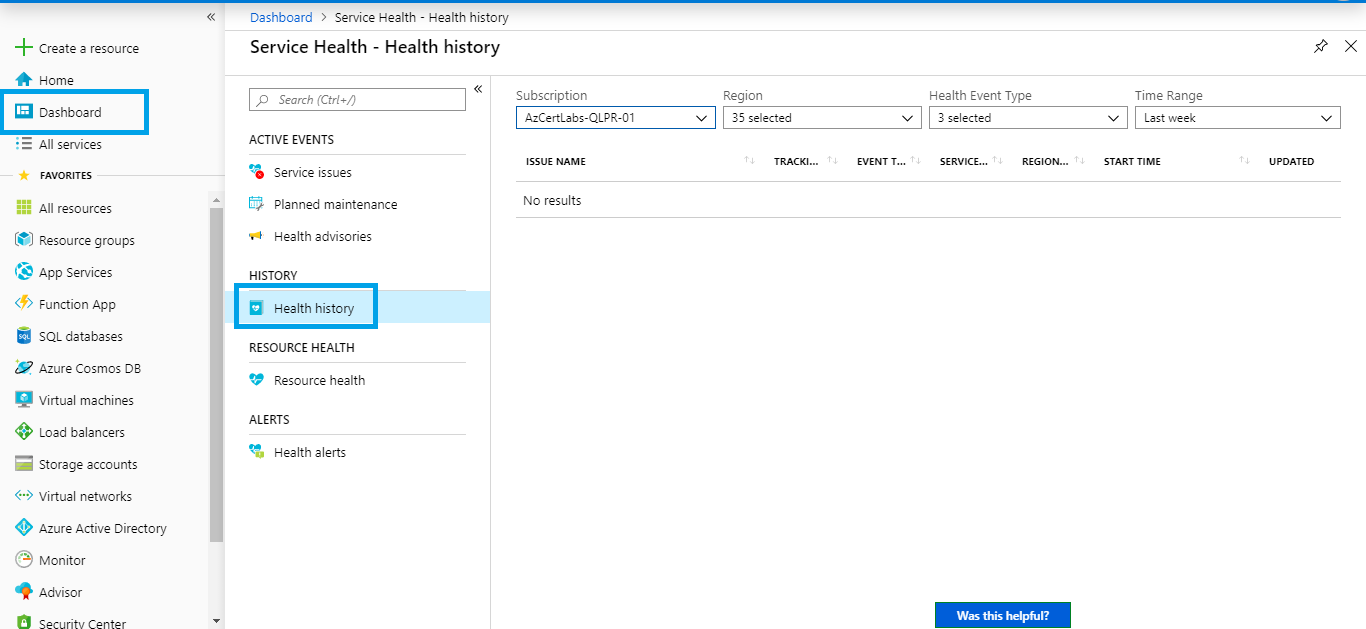 Dashboard > Service Health - Health history
Service Health - Health history
Create a resource
Home
Dashboard
All services
FAVORITES
All resources
Resource groups
App Services
Function App
SQL databases
Azure Cosmos DB
Virtual machines
Load balancers
Storage accounts
Virtual networks
Azure Active Directory
Monitor
Advisor
Security Center
Search (Ctrl+/)
ACTIVE EVENTS
Service issues
Planned maintenance
Health advisories
HISTORY
Health history
RESOURCE HEALTH
Resource health
ALERTS
Health alerts
Subscription Region Health Event Type Time Range
AzCertLabs-QLPR-01 35 selected 3 selected Last week
ISSUE NAME TRACKI... EVENT T... SERVICE... REGION... START TIME UPDATED
No results
Was this helpful?